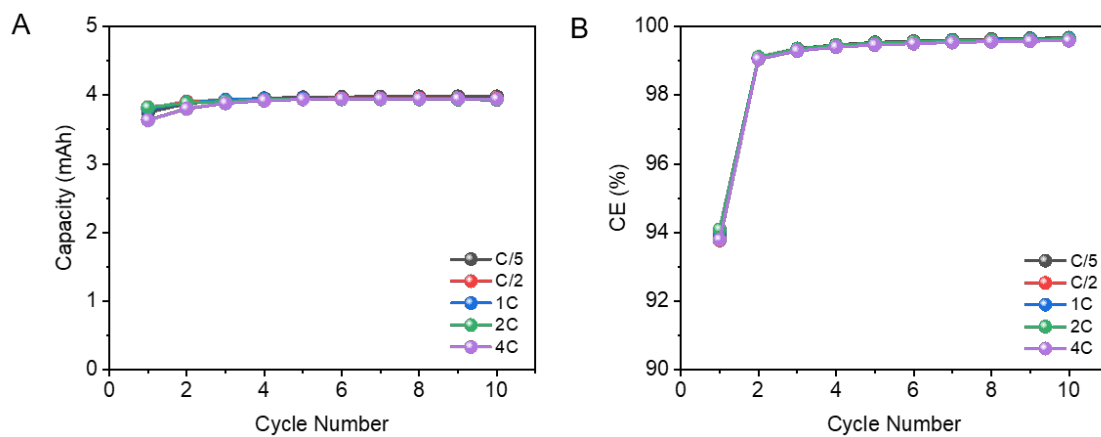 A
Capacity (mAh)
5
4
3
2
1
0
C/5
C/2
1C
2C
4C
0 2 4 6 8 10
Cycle Number
B
CE (%)
100
98
96
94
92
90
C/5
C/2
1C
2C
4C
0 2 4 6 8 10
Cycle Number